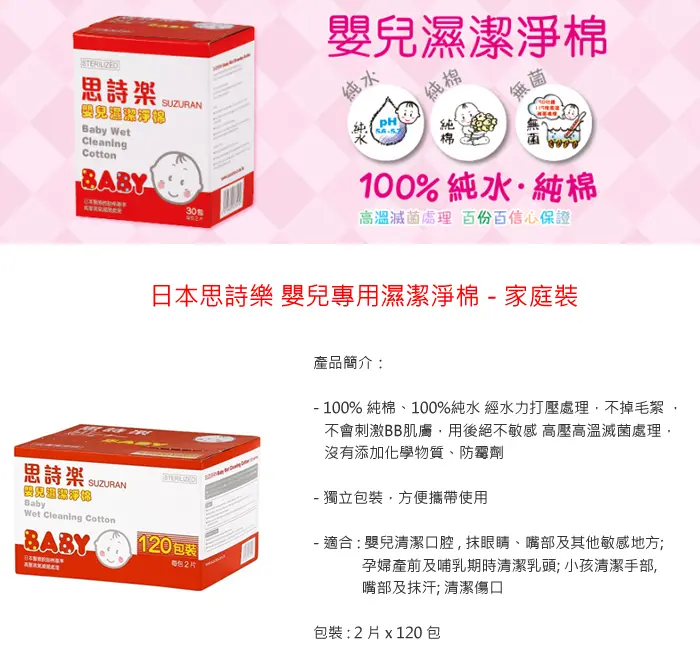 嬰兒濕潔淨棉
純水
純棉
無菌
純水
pH
純棉
無菌
100% 純水·純棉
高溫滅菌處理 百份百信心保證
STERILIZED
思詩樂 SUZURAN
嬰兒濕潔淨棉
Baby Wet
Cleaning
Cotton
BABY
30包
每包2片
日本思詩樂 嬰兒專用濕潔淨棉 - 家庭裝
產品簡介：
- 100% 純棉、100%純水 經水力打壓處理，不掉毛絮 ，
不會刺激BB肌膚，用後絕不敏感 高壓高溫滅菌處理，
沒有添加化學物質、防霉劑
- 獨立包裝，方便攜帶使用
- 適合 : 嬰兒清潔口腔 , 抹眼睛、嘴部及其他敏感地方;
孕婦產前及哺乳期時清潔乳頭; 小孩清潔手部,
嘴部及抹汗; 清潔傷口
包裝 : 2 片 x 120 包
思詩樂 SUZURAN
STERILIZED
嬰兒濕潔淨棉
Baby
Wet Cleaning Cotton
BABY
120包裝
每包2片